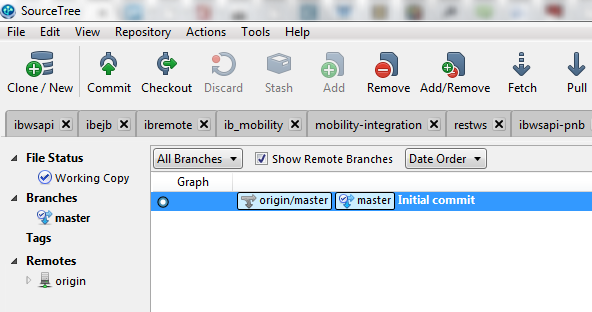 SourceTree
File Edit View Repository Actions Tools Help
Clone / New Commit Checkout Discard Stash Add Remove Add/Remove Fetch Pull
ibwsapi ibejb ibremote ib_mobility mobility-integration restws ibwsapi-pnb
File Status
All Branches Show Remote Branches Date Order
Working Copy
Graph
Branches
origin/master master Initial commit
master
Tags
Remotes
origin